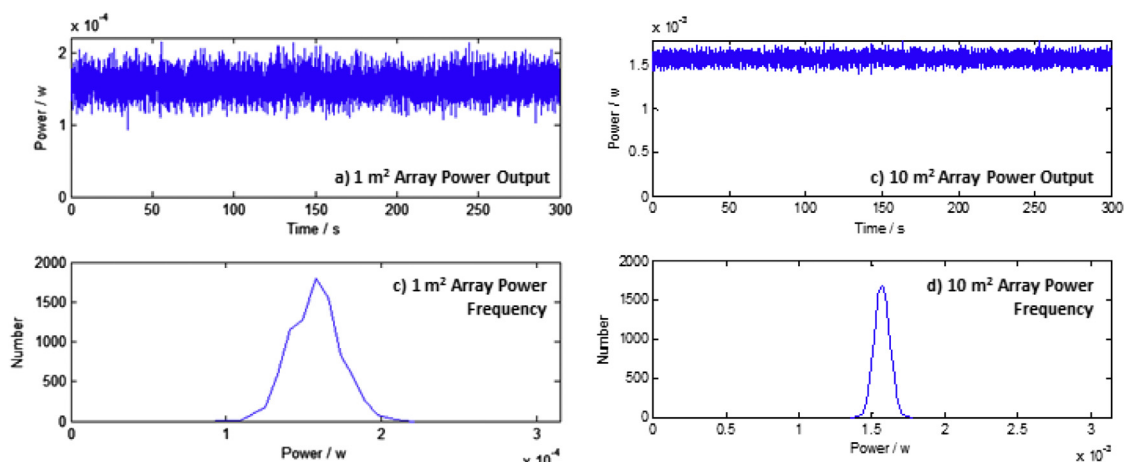 x 10⁻⁴
2
1
0
Power / w
a) 1 m² Array Power Output
0 50 100 150 200 250 300
Time / s
x 10
1.5
1
0.5
0
Power / w
c) 10 m² Array Power Output
0 50 100 150 200 250 300
Time / s
2000
1500
1000
500
0
Number
c) 1 m² Array Power
Frequency
0 1 2 3
Power / w
x 10⁻⁴
2000
1500
1000
500
0
Number
d) 10 m² Array Power
Frequency
0 0.5 1 1.5 2 2.5 3
Power / w
x 10